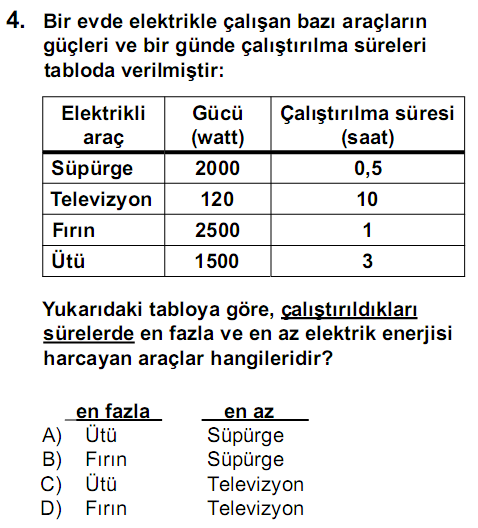 4. Bir evde elektrikle çalışan bazı araçların
güçleri ve bir günde çalıştırılma süreleri
tabloda verilmiştir:
Elektrikli araç Gücü (watt) Çalıştırılma süresi (saat)
Süpürge 2000 0,5
Televizyon 120 10
Fırın 2500 1
Ütü 1500 3
Yukarıdaki tabloya göre, çalıştırıldıkları
sürelerde en fazla ve en az elektrik enerjisi
harcayan araçlar hangileridir?
en fazla en az
A) Ütü Süpürge
B) Fırın Süpürge
C) Ütü Televizyon
D) Fırın Televizyon